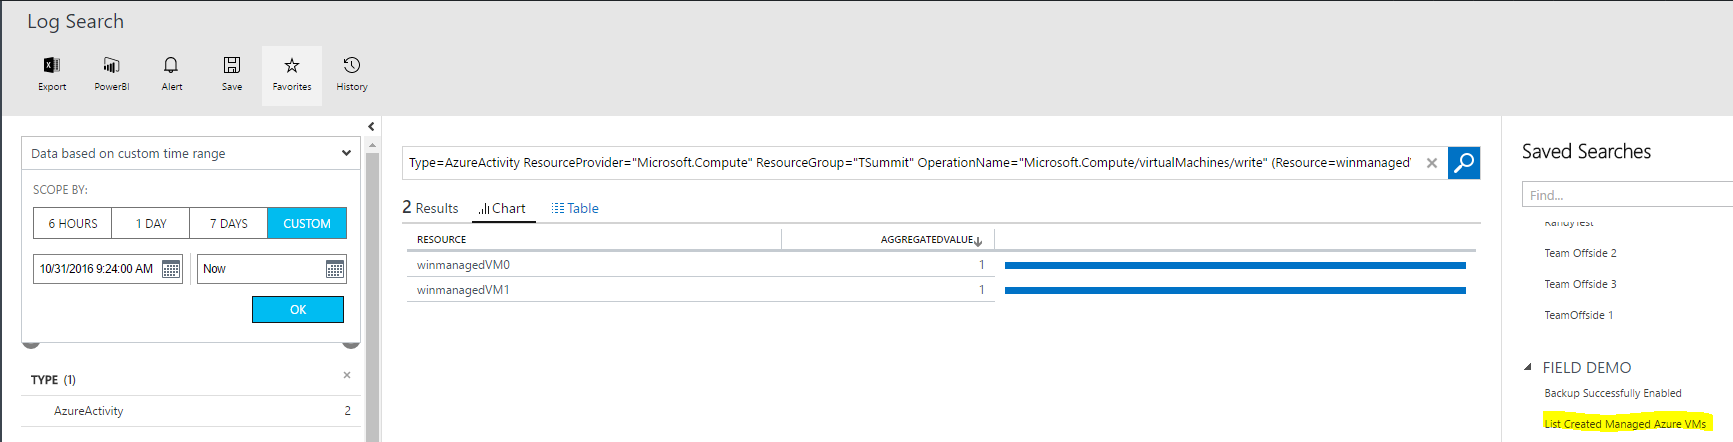 Log Search
Export
PowerBI
Alert
Save
Favorites
History
Data based on custom time range
SCOPE BY:
6 HOURS
1 DAY
7 DAYS
CUSTOM
10/31/2016 9:24:00 AM
Now
OK
TYPE (1)
AzureActivity 2
Type=AzureActivity ResourceProvider="Microsoft.Compute" ResourceGroup="TSummit" OperationName="Microsoft.Compute/virtualMachines/write" (Resource=winmanaged
2 Results
Chart
Table
RESOURCE AGGREGATEDVALUE
winmanagedVM0 1
winmanagedVM1 1
Saved Searches
Find...
RandyTest
Team Offside 2
Team Offside 3
TeamOffside 1
FIELD DEMO
Backup Successfully Enabled
List Created Managed Azure VMs